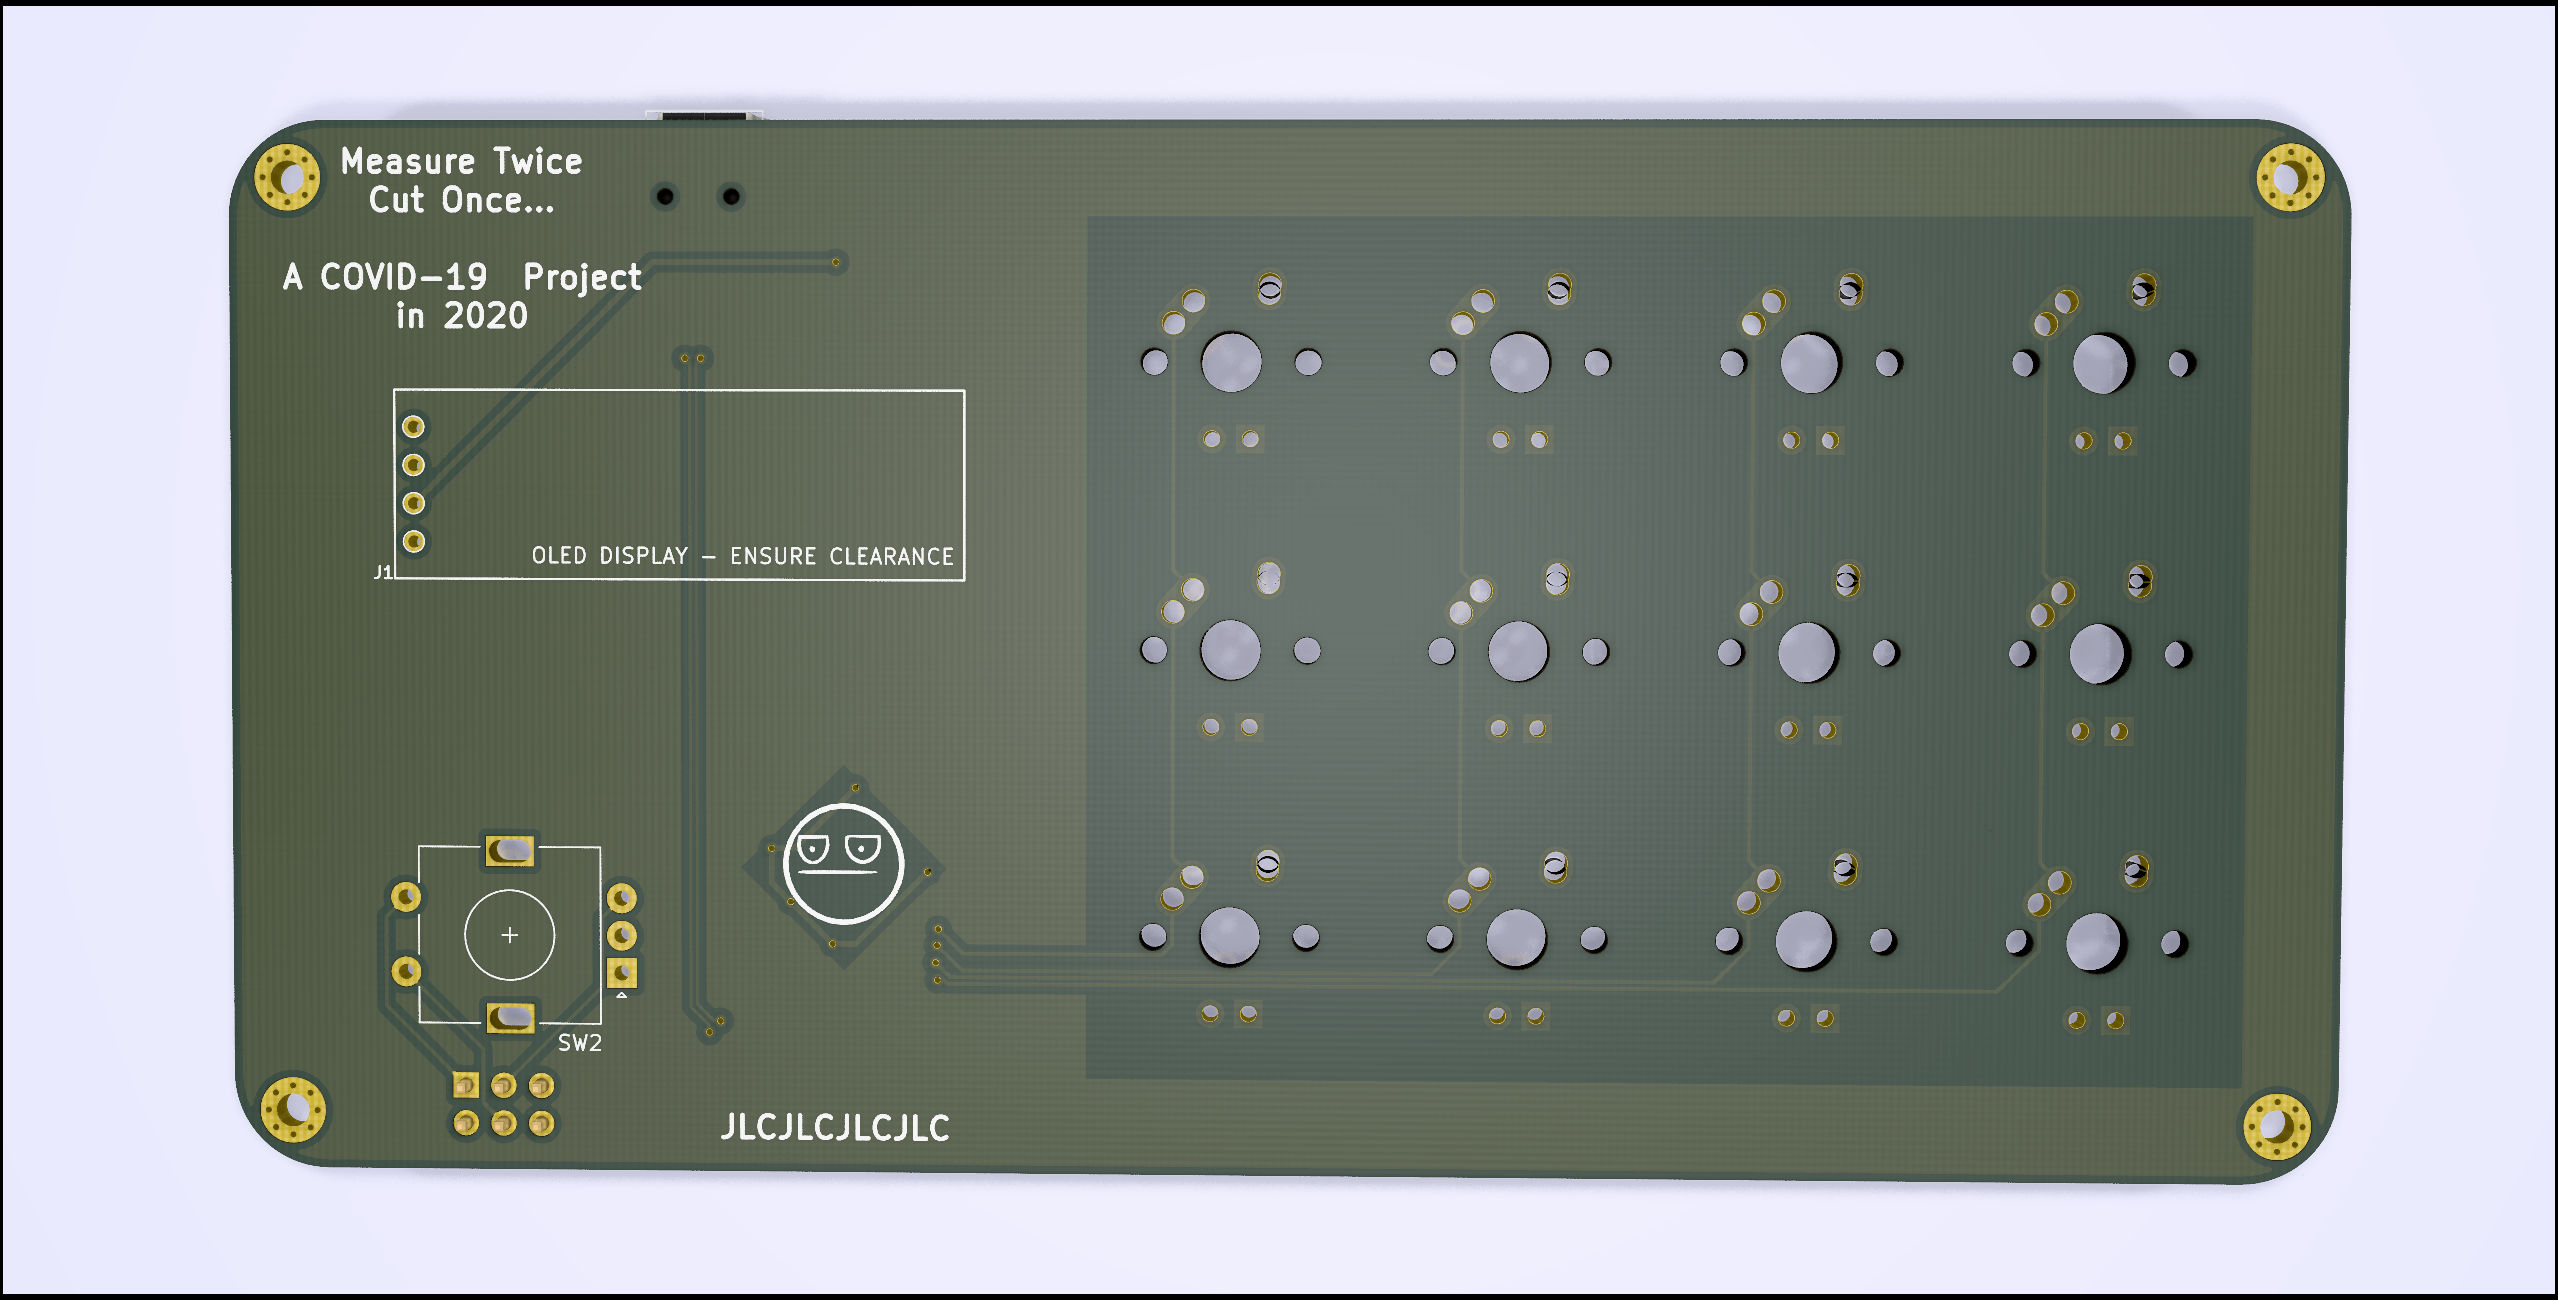 Measure Twice
Cut Once...
A COVID-19 Project
in 2020
OLED DISPLAY - ENSURE CLEARANCE
J1
SW2
JLCJLCJLCJLC